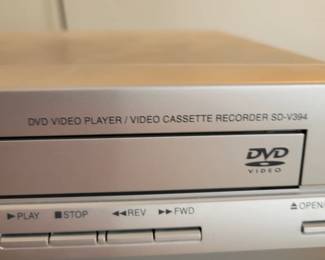 DVD VIDEO PLAYER / VIDEO CASSETTE RECORDER SD-V394
DVD
VIDEO
▶PLAY ■STOP ◀◀REV ▶▶FWD ▲OPEN/